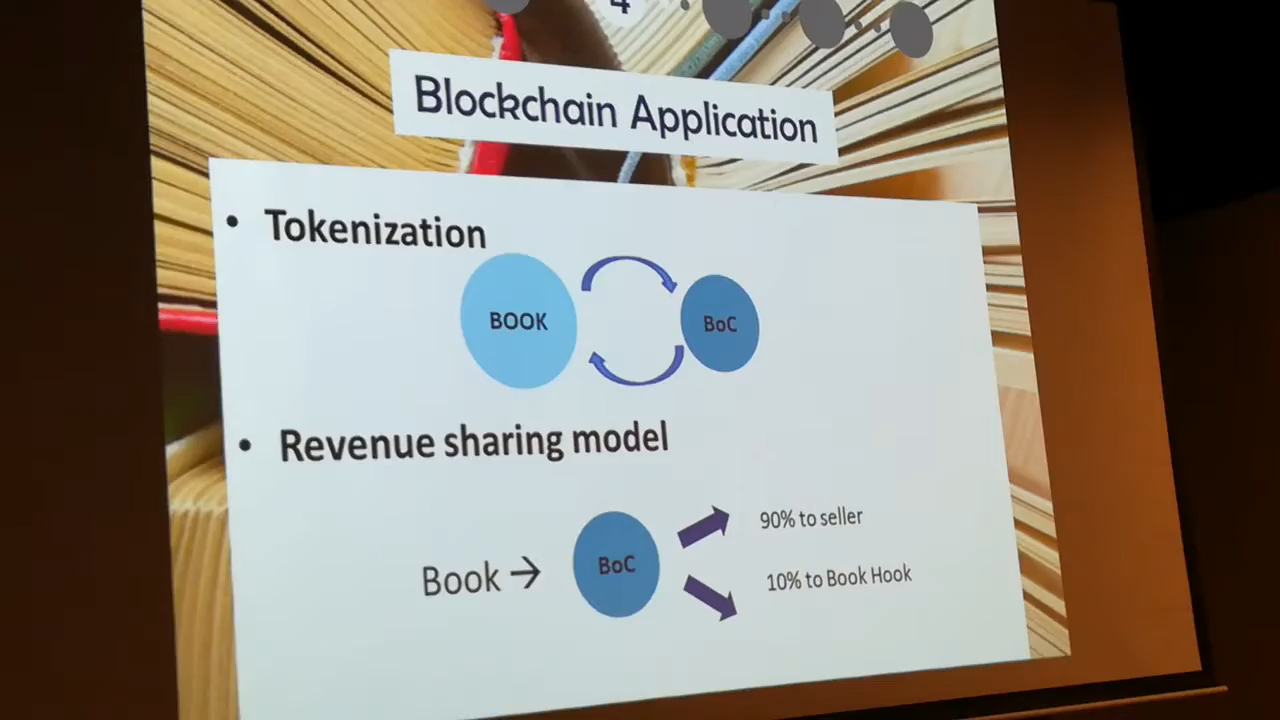 Blockchain Application
• Tokenization
BOOK
BoC
• Revenue sharing model
Book → BoC
90% to seller
10% to Book Hook